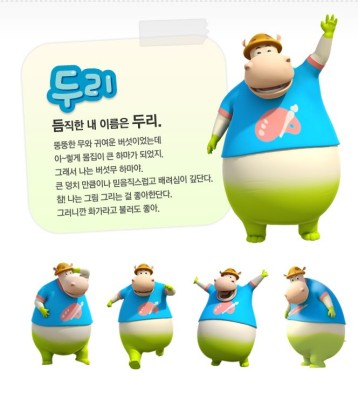 두리
듬직한 내 이름은 두리.
뚱뚱한 무와 귀여운 버섯이었는데
아~렇게 몸집이 큰 하마가 되었지,
그래서 나는 버섯무 하마야,
큰 덩치 만큼이나 믿음직스럽고 배려심이 깊단다.
참! 나는 그림 그리는 걸 좋아한단다.
그러니깐 화가라고 불러도 좋아,